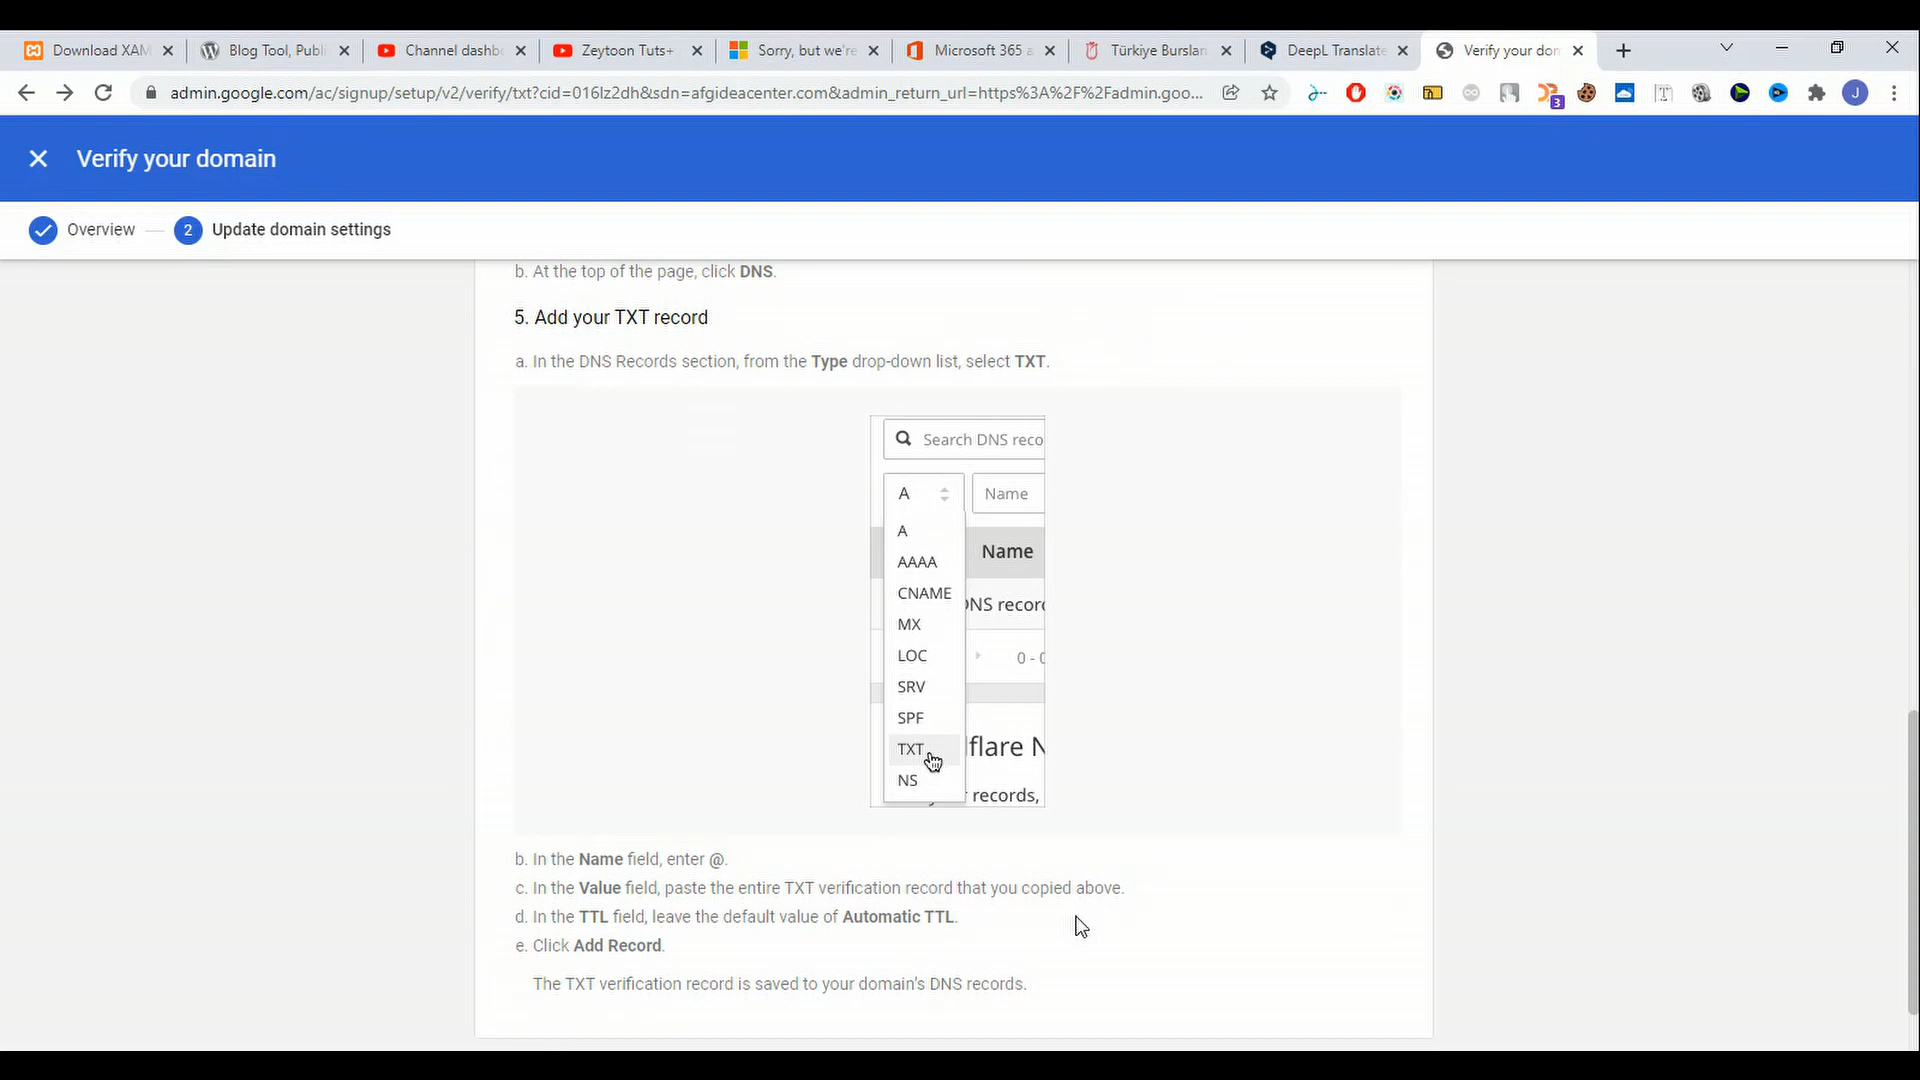 Download XAM
Blog Tool, Publ
Channel dashb
Zeytoon Tuts+
Sorry, but we're
Microsoft 365 a
Türkiye Burslar
DeepL Translate
Verify your dom
admin.google.com/ac/signup/setup/v2/verify/txt?cid=016lz2dh&sdn=afgideacenter.com&admin_return_url=https%3A%2F%2Fadmin.goo...
3
J
Verify your domain
Overview
2 Update domain settings
b. At the top of the page, click DNS.
5. Add your TXT record
a. In the DNS Records section, from the Type drop-down list, select TXT.
Search DNS reco
A
Name
A
Name
AAAA
CNAME
DNS record
MX
LOC
0 - 0
SRV
SPF
TXT
flare N
NS
records,
b. In the Name field, enter @.
c. In the Value field, paste the entire TXT verification record that you copied above.
d. In the TTL field, leave the default value of Automatic TTL.
e. Click Add Record.
The TXT verification record is saved to your domain's DNS records.